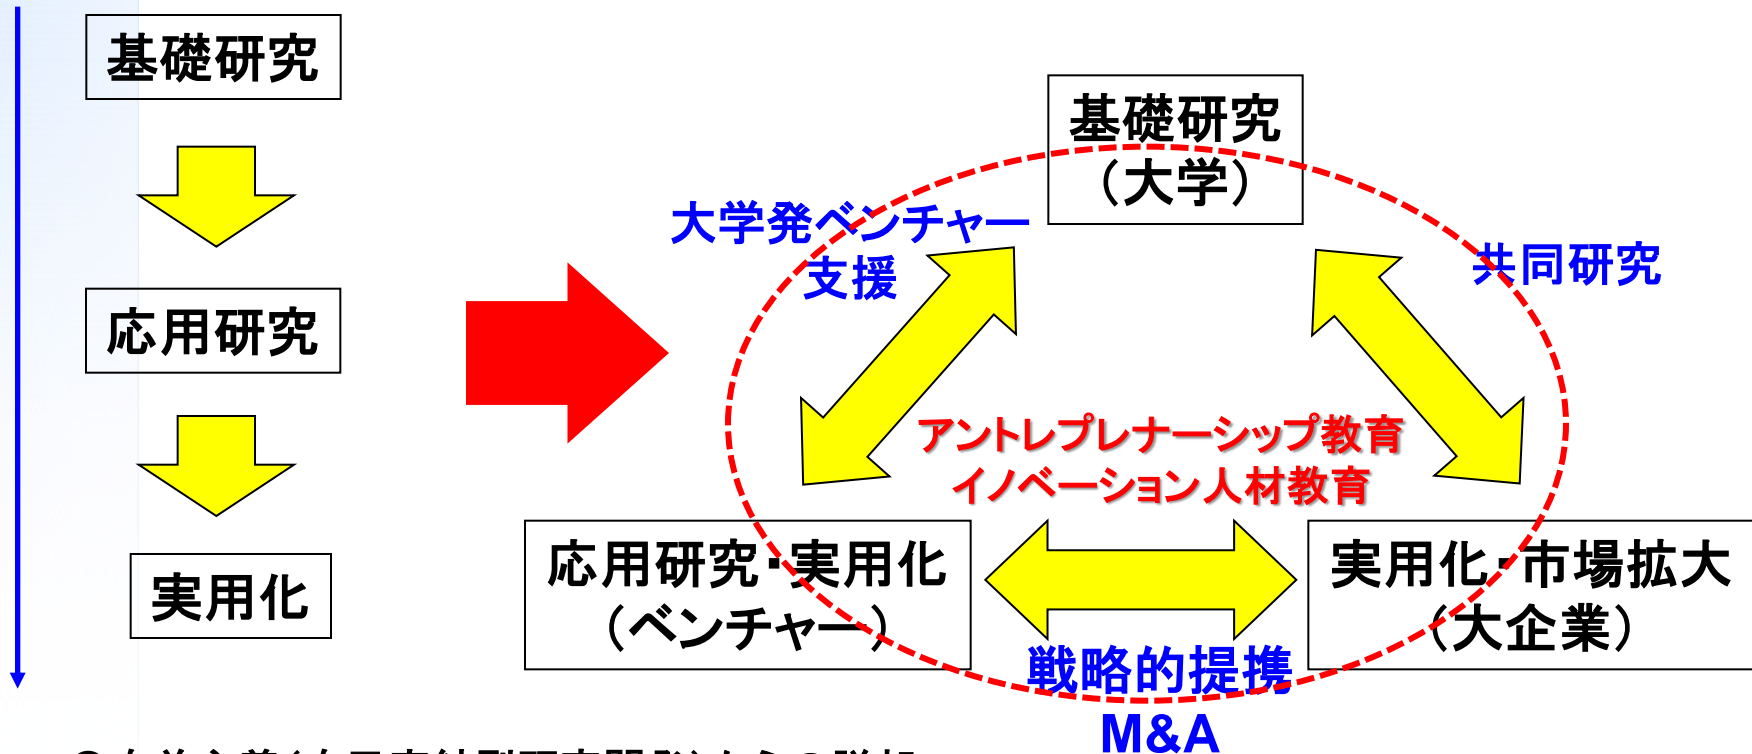 基礎研究
応用研究
実用化
基礎研究
（大学）
大学発ベンチャー
支援
共同研究
アントレプレナーシップ教育
イノベーション人材教育
応用研究・実用化
（ベンチャー）
実用化・市場拡大
（大企業）
戦略的提携
M&A